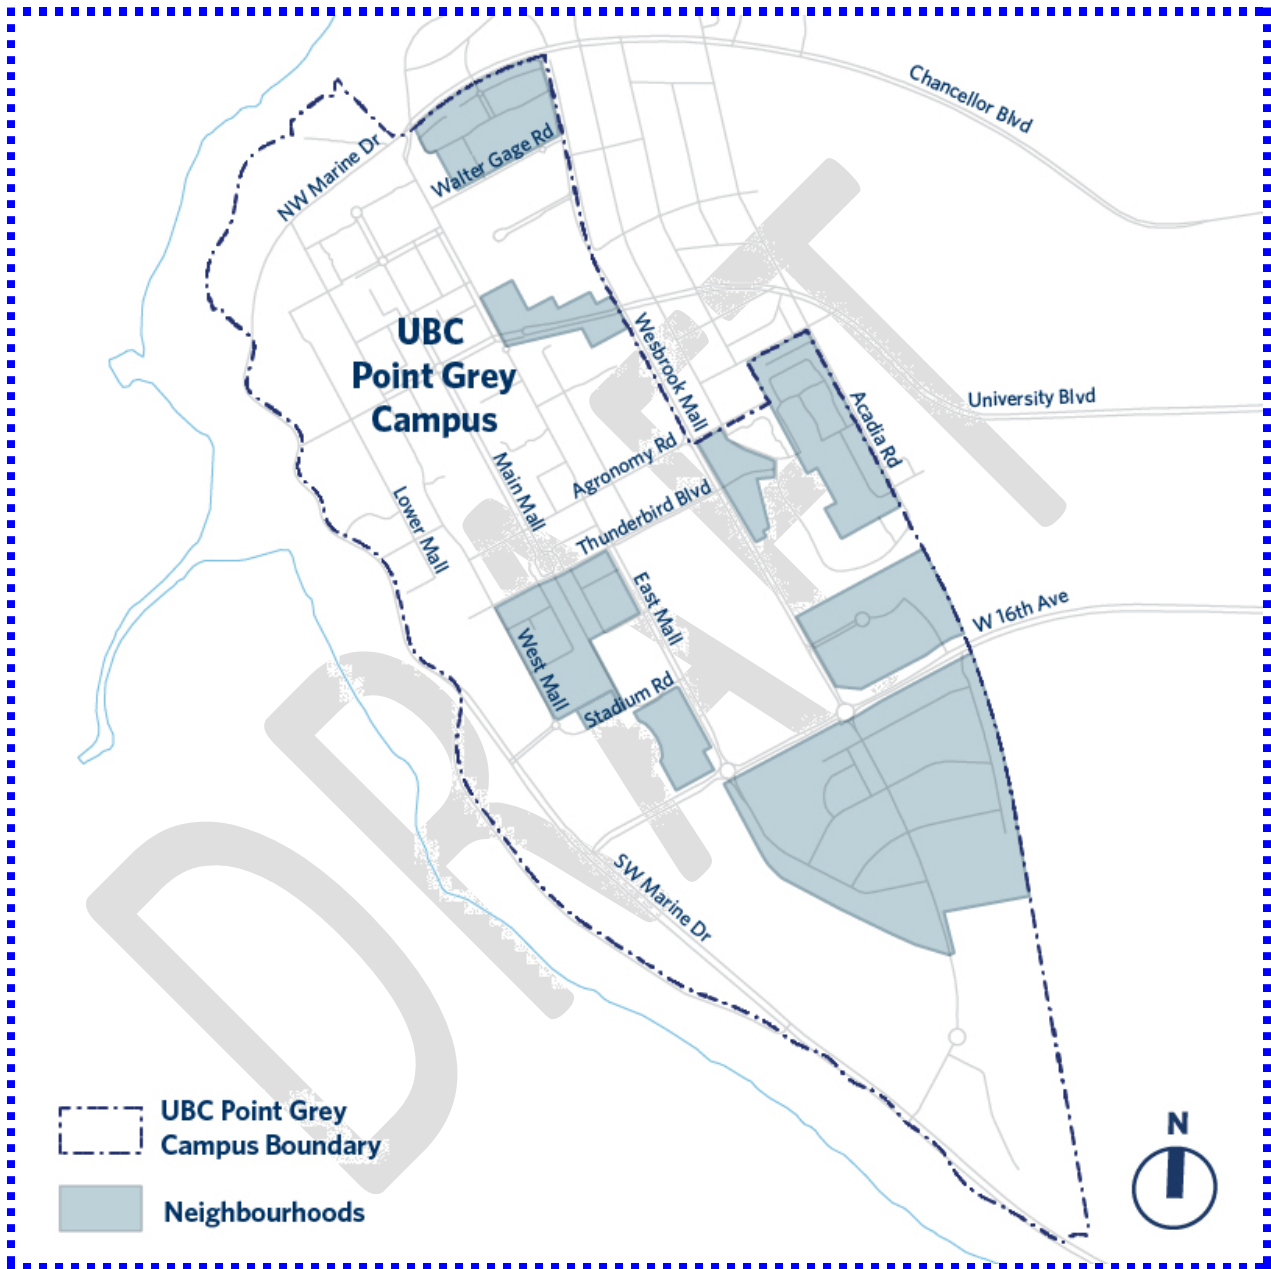 Chancellor Blvd
NW Marine Dr
Walter Gage Rd
UBC
Point Grey
Campus
Wesbrook Mall
University Blvd
Acadia Rd
Agronomy Rd
Main Mall
Thunderbird Blvd
Lower Mall
East Mall
W 16th Ave
West Mall
Stadium Rd
SW Marine Dr
DRAFT
UBC Point Grey
Campus Boundary
Neighbourhoods
N